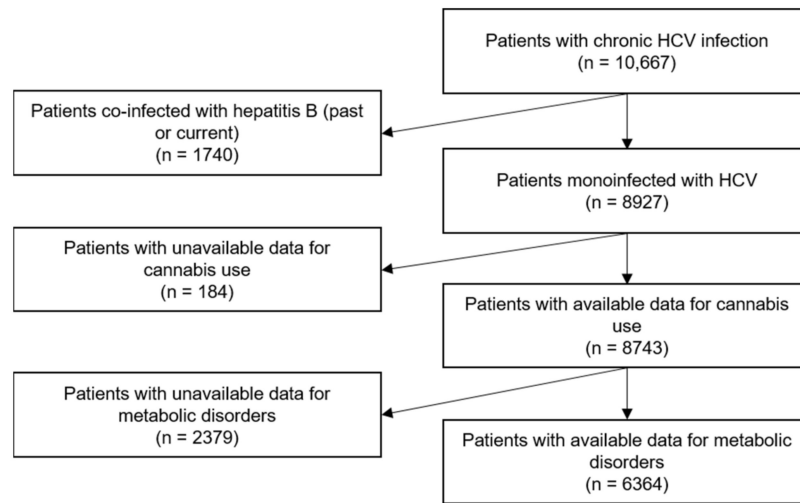 Patients with chronic HCV infection
(n = 10,667)
Patients co-infected with hepatitis B (past
or current)
(n = 1740)
Patients monoinfected with HCV
(n = 8927)
Patients with unavailable data for
cannabis use
(n = 184)
Patients with available data for cannabis
use
(n = 8743)
Patients with unavailable data for
metabolic disorders
(n = 2379)
Patients with available data for metabolic
disorders
(n = 6364)